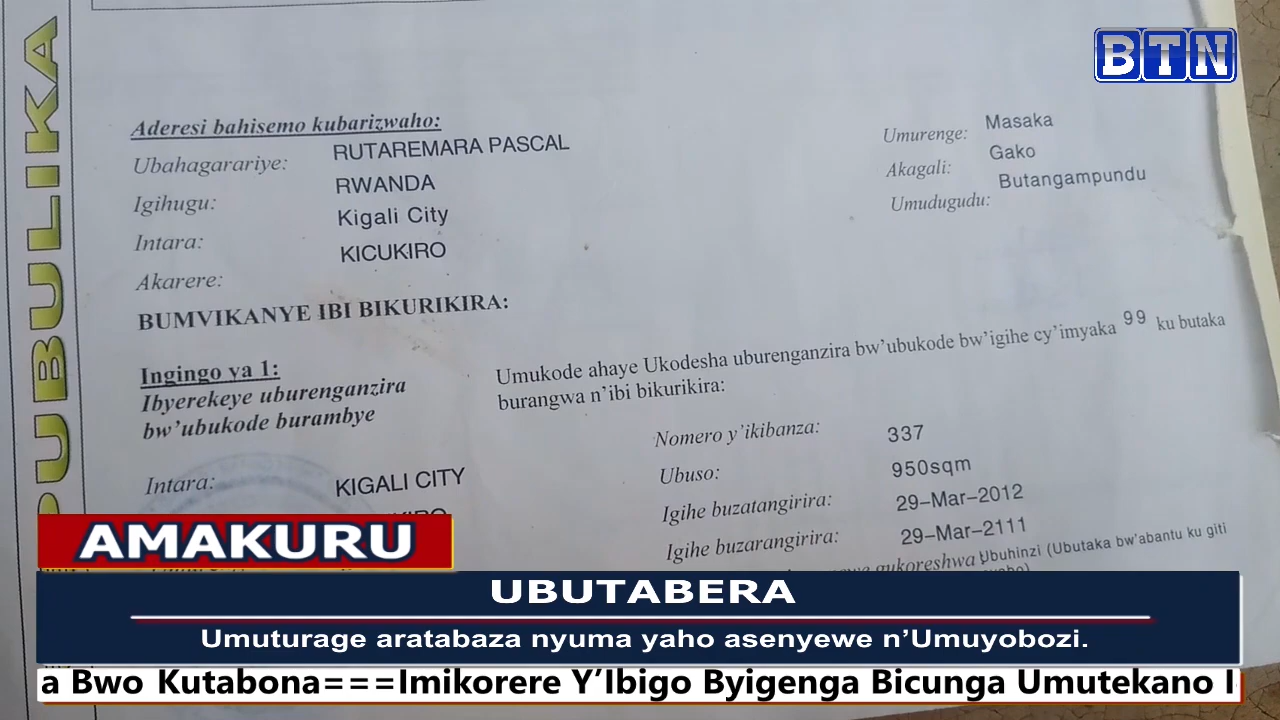 PUBULIKA
BTN
Aderesi bahisemo kubarizwaho:
Ubahagarariye: RUTAREMARA PASCAL
Igihugu: RWANDA
Intara: Kigali City
Akarere: KICUKIRO
Umurenge: Masaka
Akagali: Gako
Umudugudu: Butangampundu
BUMVIKANYE IBI BIKURIKIRA:
Ingingo ya 1:
Ibyerekeye uburenganzira
bw'ubukode burambye
Umukode ahaye Ukodesha uburenganzira bw'ubukode bw'igihe cy'imyaka 99 ku butaka
burangwa n'ibi bikurikira:
Intara: KIGALI CITY
Nomero y'ikibanza: 337
Ubuso: 950sqm
Igihe buzatangirira: 29-Mar-2012
Igihe buzarangirira: 29-Mar-2111
gukoreshwa Ubuhinzi (Ubutaka bw'abantu ku giti
AMAKURU
UBUTABERA
Umuturage aratabaza nyuma yaho asenyewe n'Umuyobozi.
a Bwo Kutabona===Imikorere Y'Ibigo Byigenga Bicunga Umutekano I